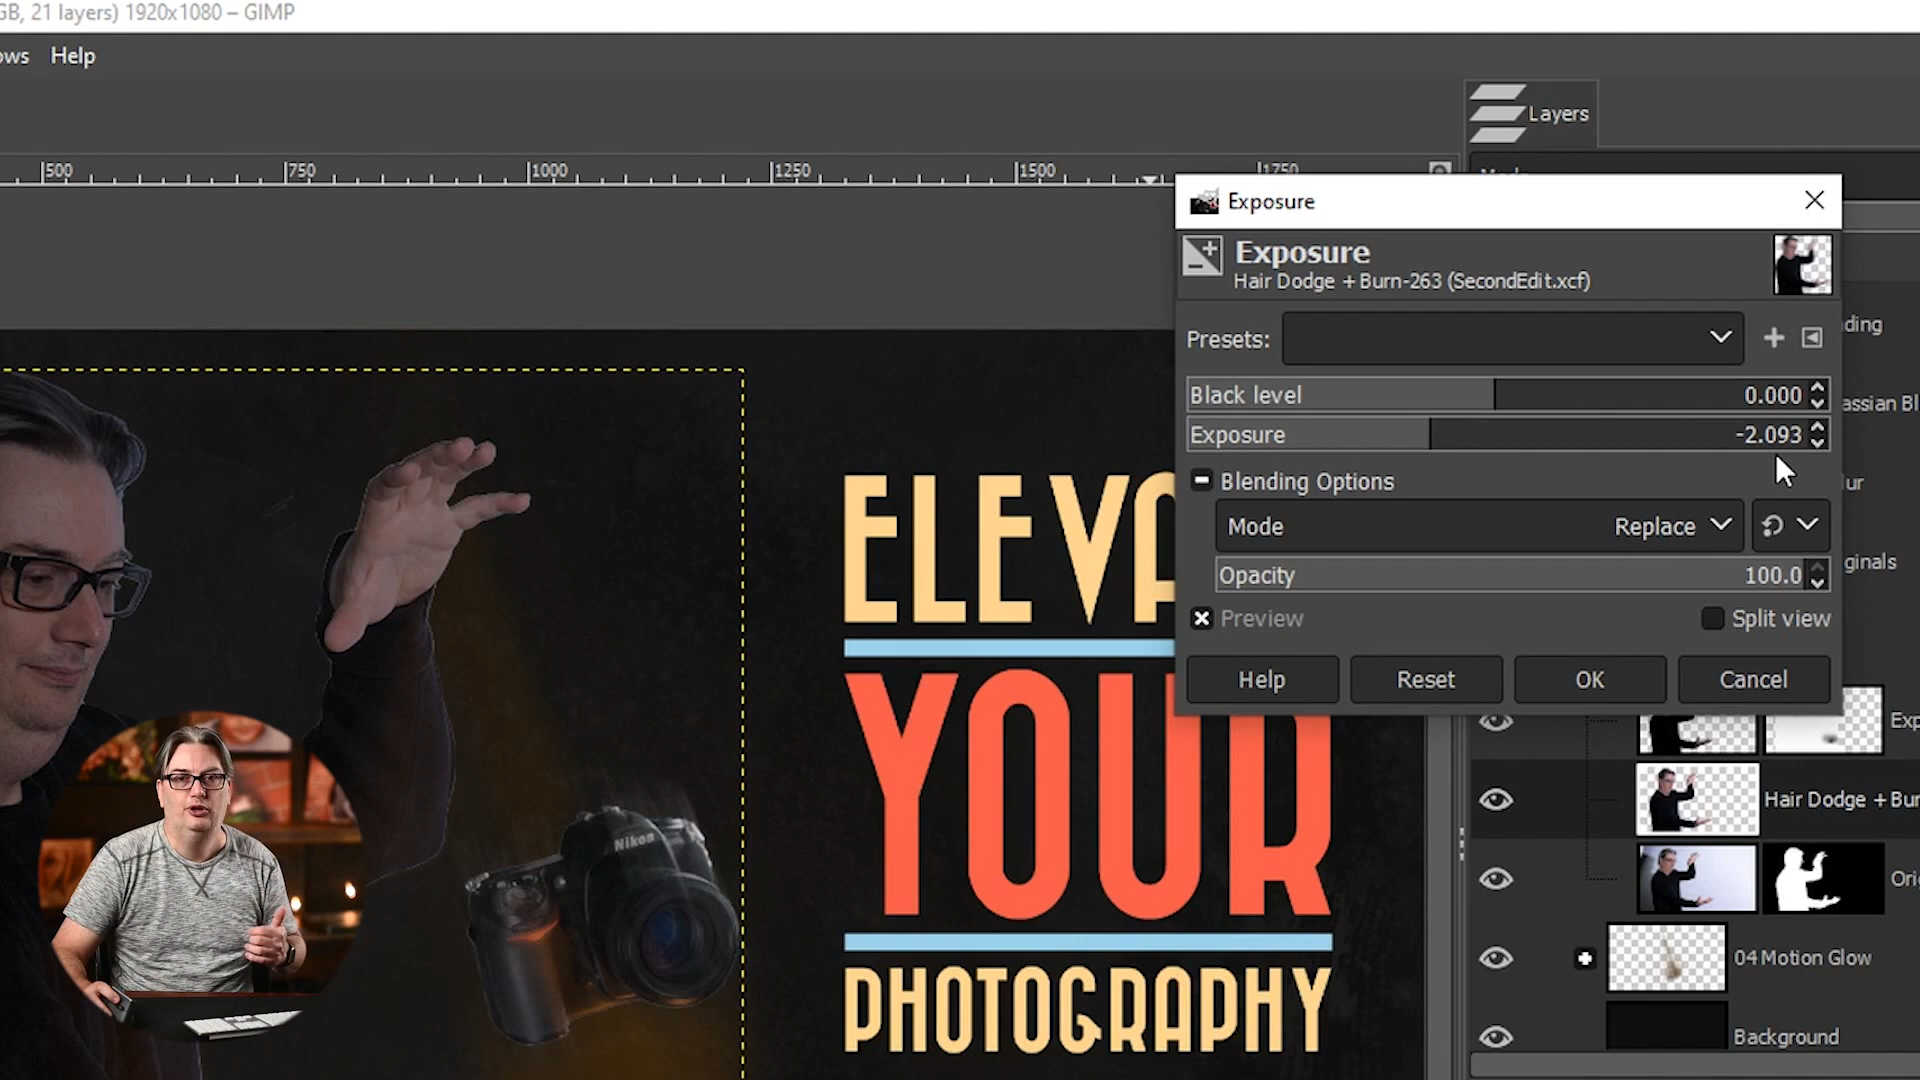 GB, 21 layers) 1920x1080 – GIMP
ows Help
Layers
500 750 1000 1250 1500 1750
Exposure
Exposure
Hair Dodge + Burn-263 (SecondEdit.xcf)
Presets:
Black level 0.000
Exposure -2.093
Blending Options
Mode Replace
Opacity 100.0
Preview Split view
Help Reset OK Cancel
ding
assian Bl
lur
ginals
Exp
Hair Dodge + Bur
Ori
04 Motion Glow
Background
ELEVA
YOUR
PHOTOGRAPHY
Nikon